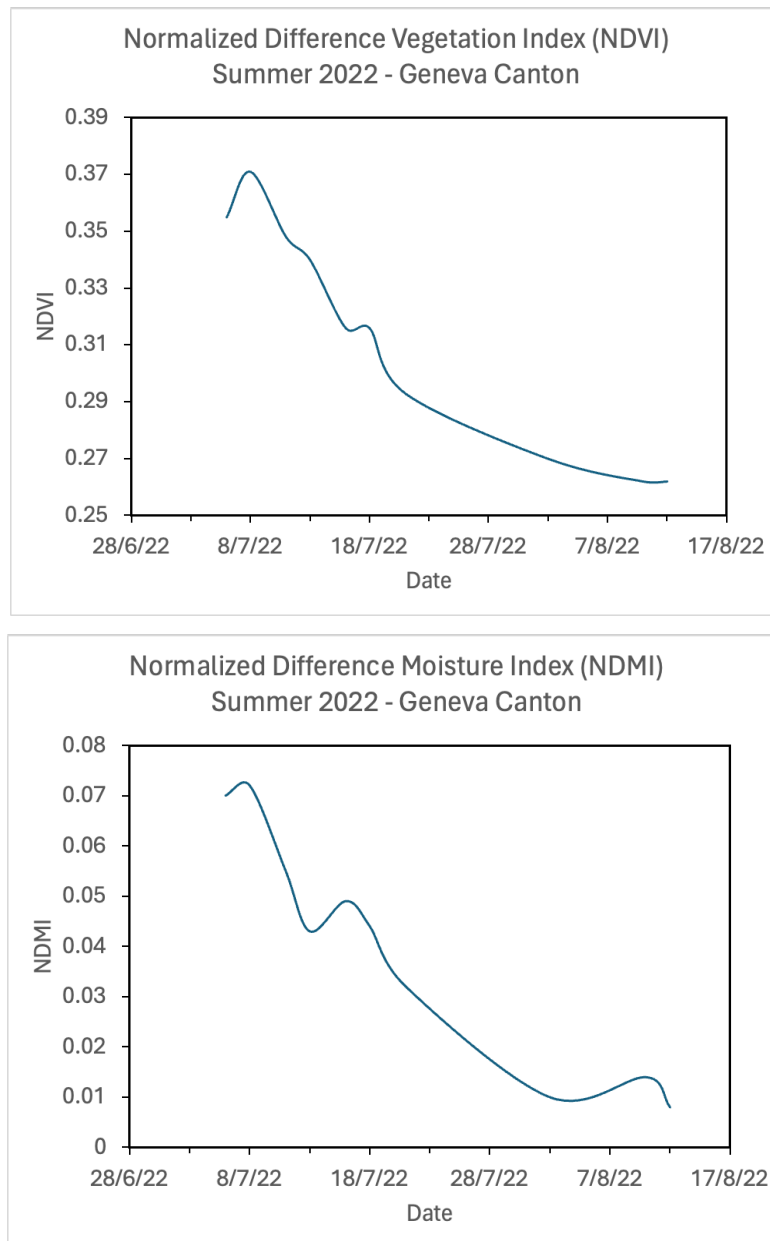 Normalized Difference Vegetation Index (NDVI)
Summer 2022 - Geneva Canton
0.39
0.37
0.35
0.33
0.31
0.29
0.27
0.25
NDVI
28/6/22 8/7/22 18/7/22 28/7/22 7/8/22 17/8/22
Date
Normalized Difference Moisture Index (NDMI)
Summer 2022 - Geneva Canton
0.08
0.07
0.06
0.05
0.04
0.03
0.02
0.01
0
NDMI
28/6/22 8/7/22 18/7/22 28/7/22 7/8/22 17/8/22
Date